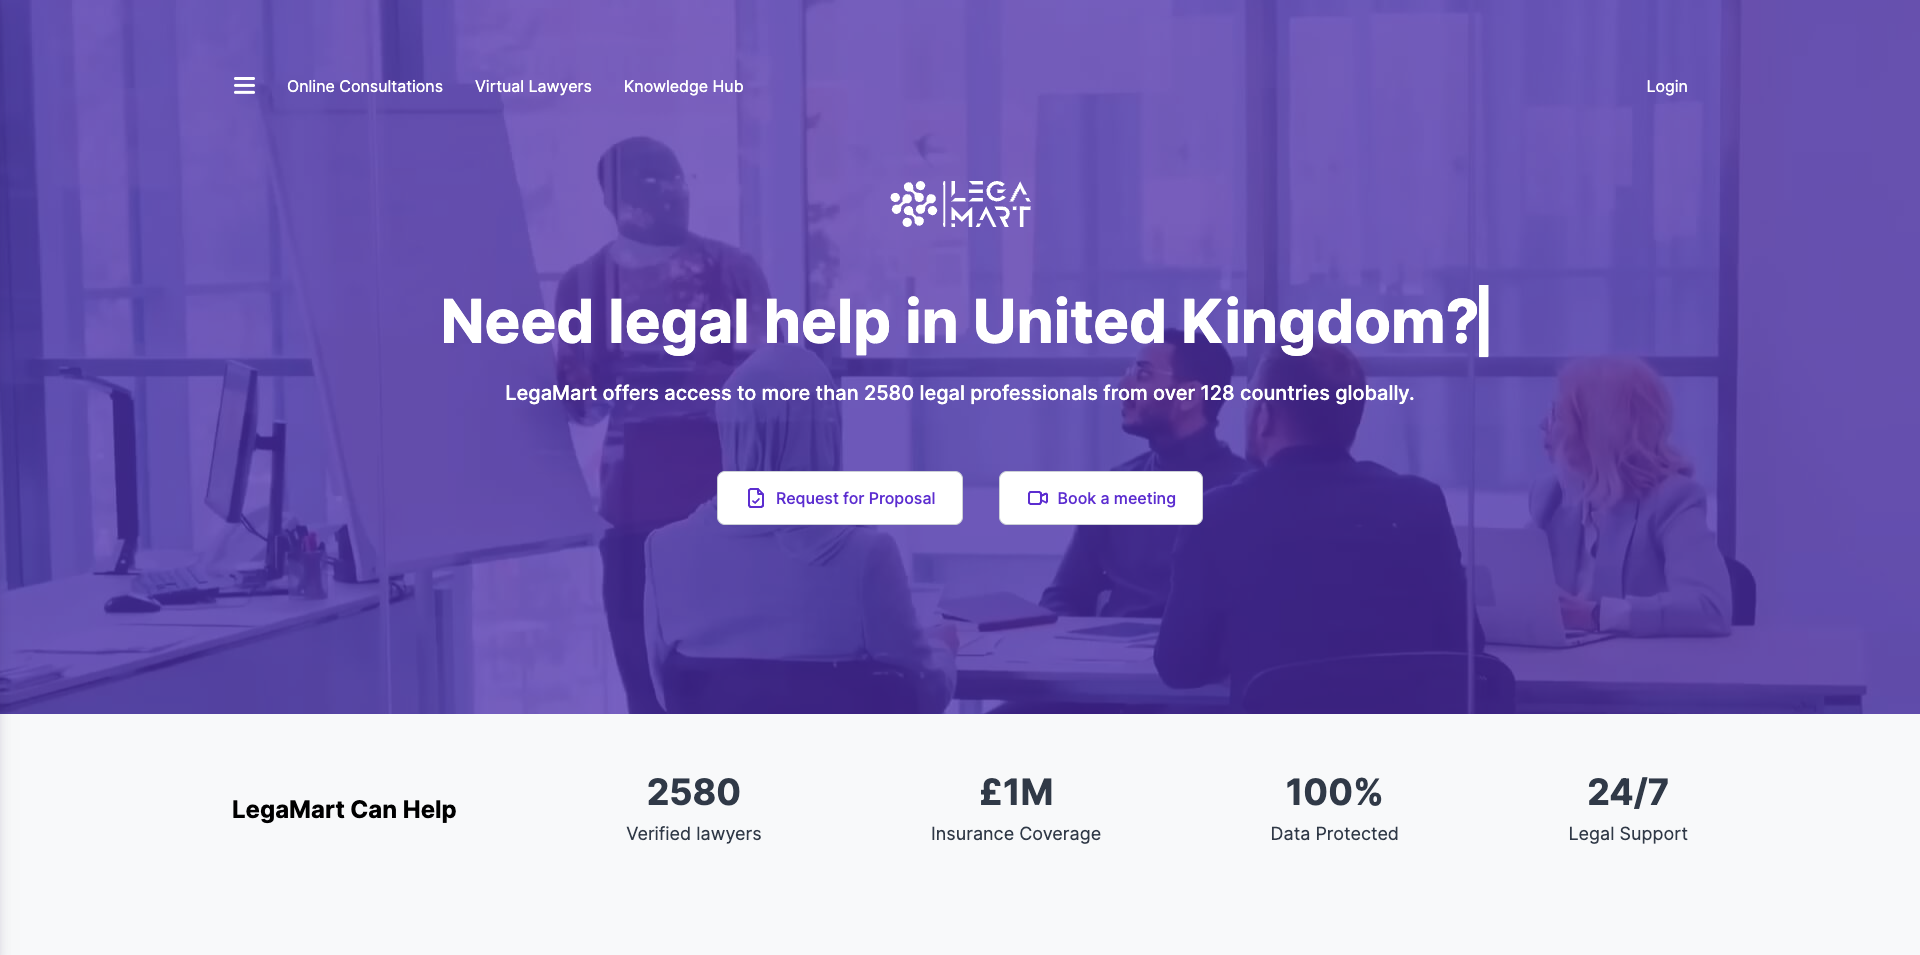 Online Consultations
Virtual Lawyers
Knowledge Hub
Login
LEGA
MART
Need legal help in United Kingdom?
LegaMart offers access to more than 2580 legal professionals from over 128 countries globally.
Request for Proposal
Book a meeting
LegaMart Can Help
2580
Verified lawyers
£1M
Insurance Coverage
100%
Data Protected
24/7
Legal Support